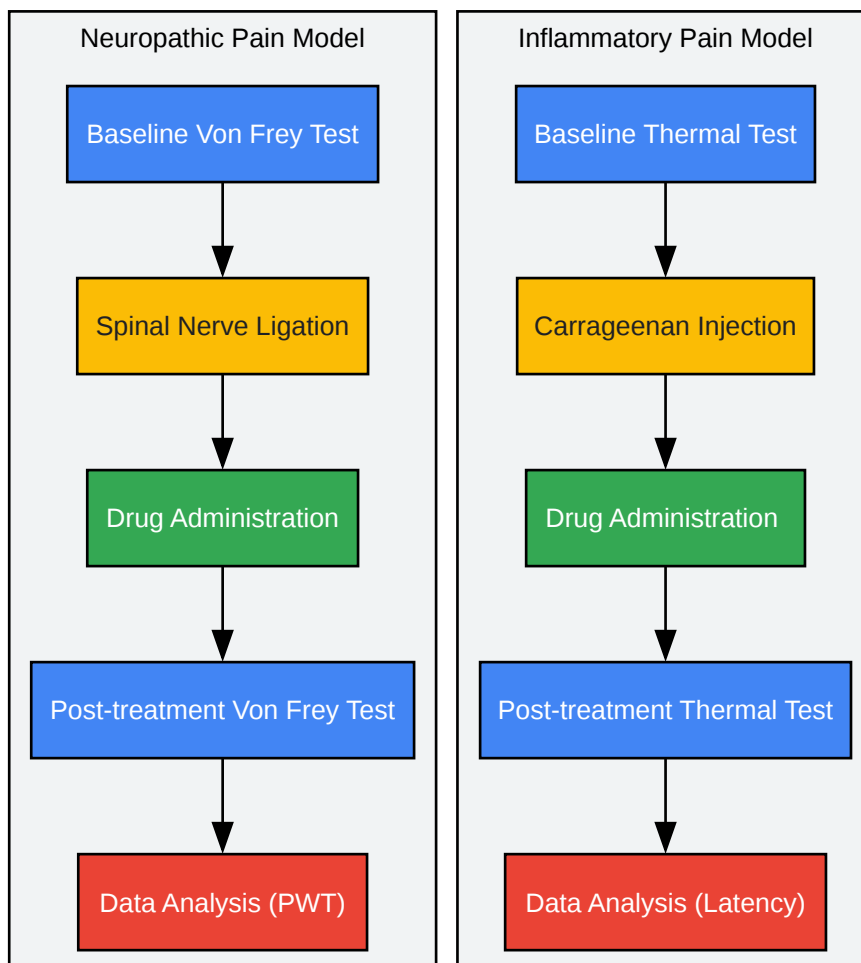 Neuropathic Pain Model
Baseline Von Frey Test
Spinal Nerve Ligation
Drug Administration
Post-treatment Von Frey Test
Data Analysis (PWT)
Inflammatory Pain Model
Baseline Thermal Test
Carrageenan Injection
Drug Administration
Post-treatment Thermal Test
Data Analysis (Latency)